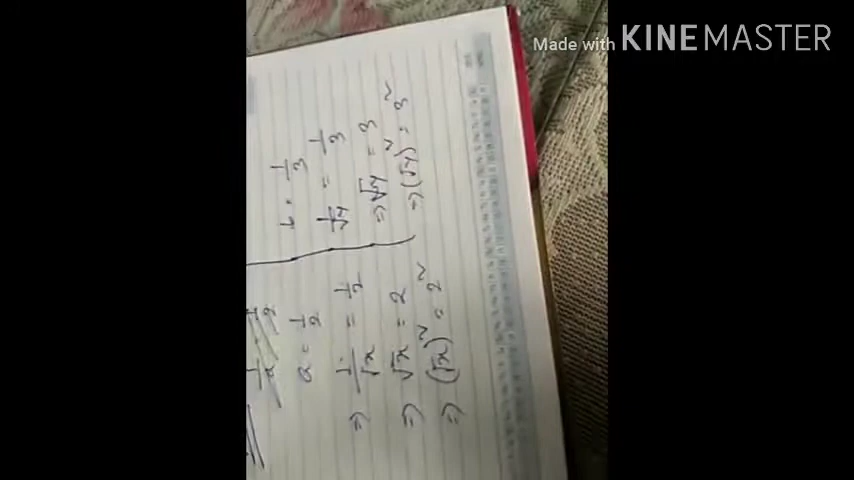 Made with KINEMASTER
a = 1/2
⇒ 1/√x = 1/2
⇒ √x = 2
⇒ (√x)² = 2²
b = 1/3
1/√y = 1/3
⇒ √y = 3
⇒ (√y)² = 3²